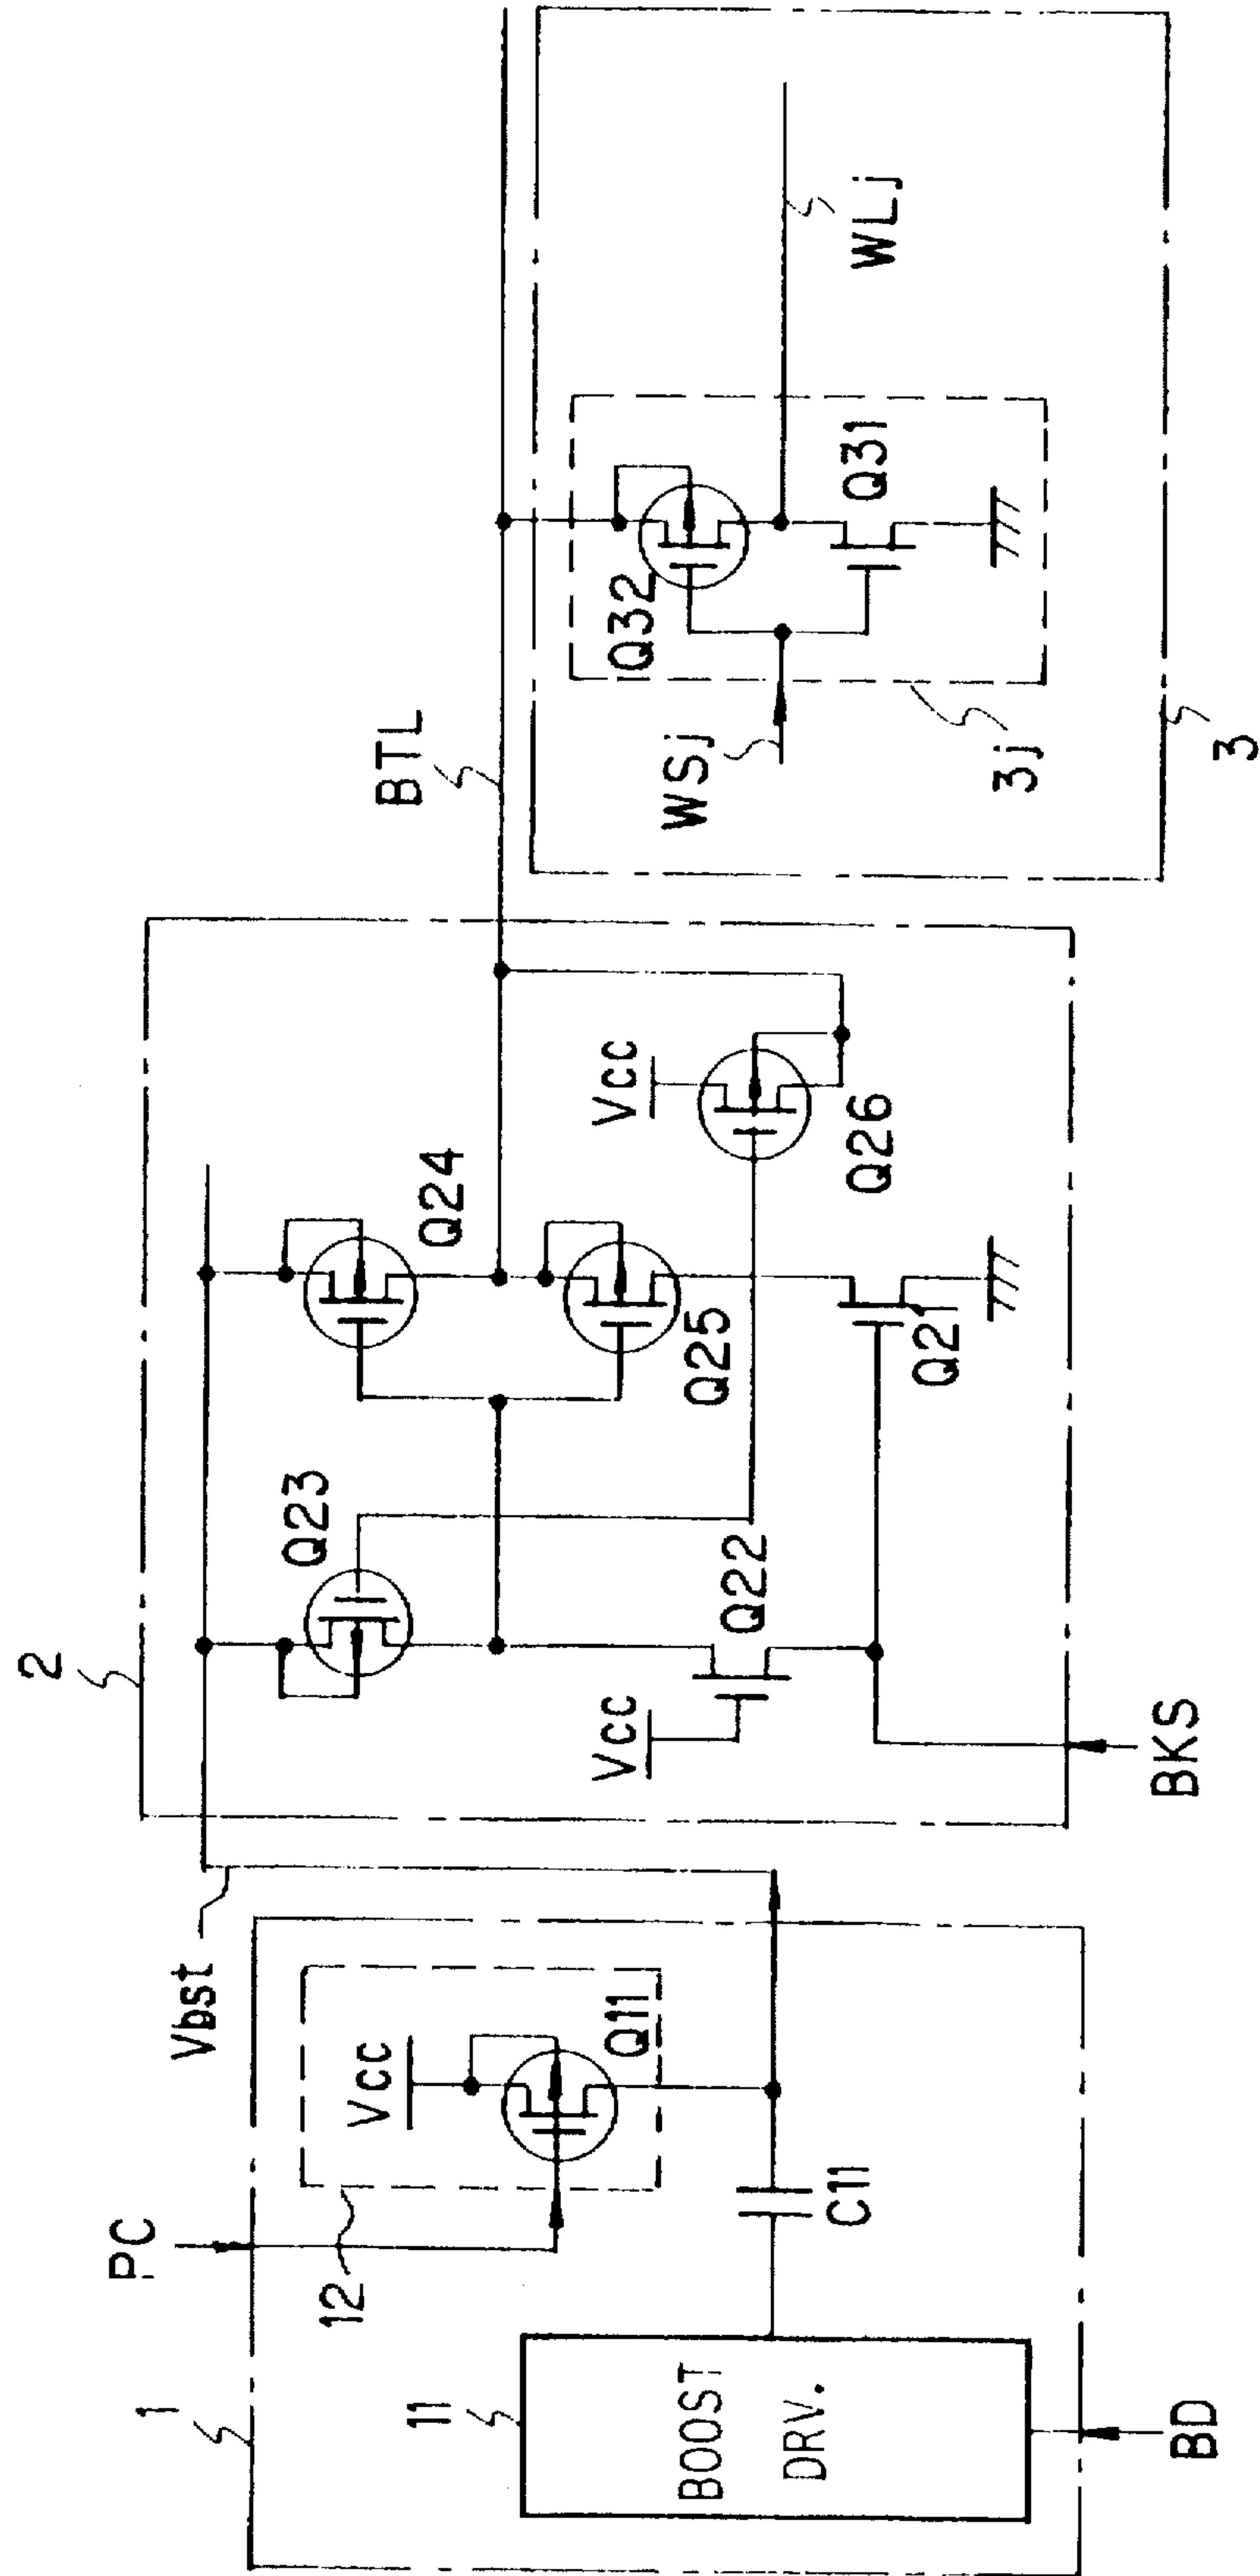 PC
1
12
Vcc
Q11
11
BOOST
DRV.
C11
BD
Vbst
2
Q23
Q24
Vcc
Q22
Q25
Vcc
Q26
Q21
BKS
BTL
Q32
WSj
Q31
WLj
3j
3